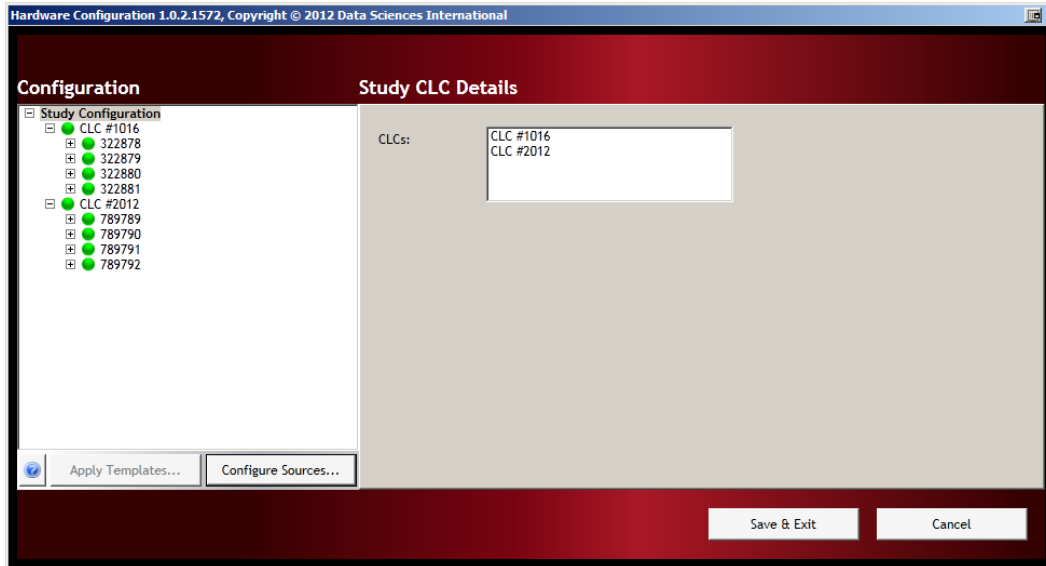 Hardware Configuration 1.0.2.1572, Copyright © 2012 Data Sciences International
Configuration
Study CLC Details
Study Configuration
CLC #1016
322878
322879
322880
322881
CLC #2012
789789
789790
789791
789792
CLCs:
CLC #1016
CLC #2012
?
Apply Templates...
Configure Sources...
Save & Exit
Cancel